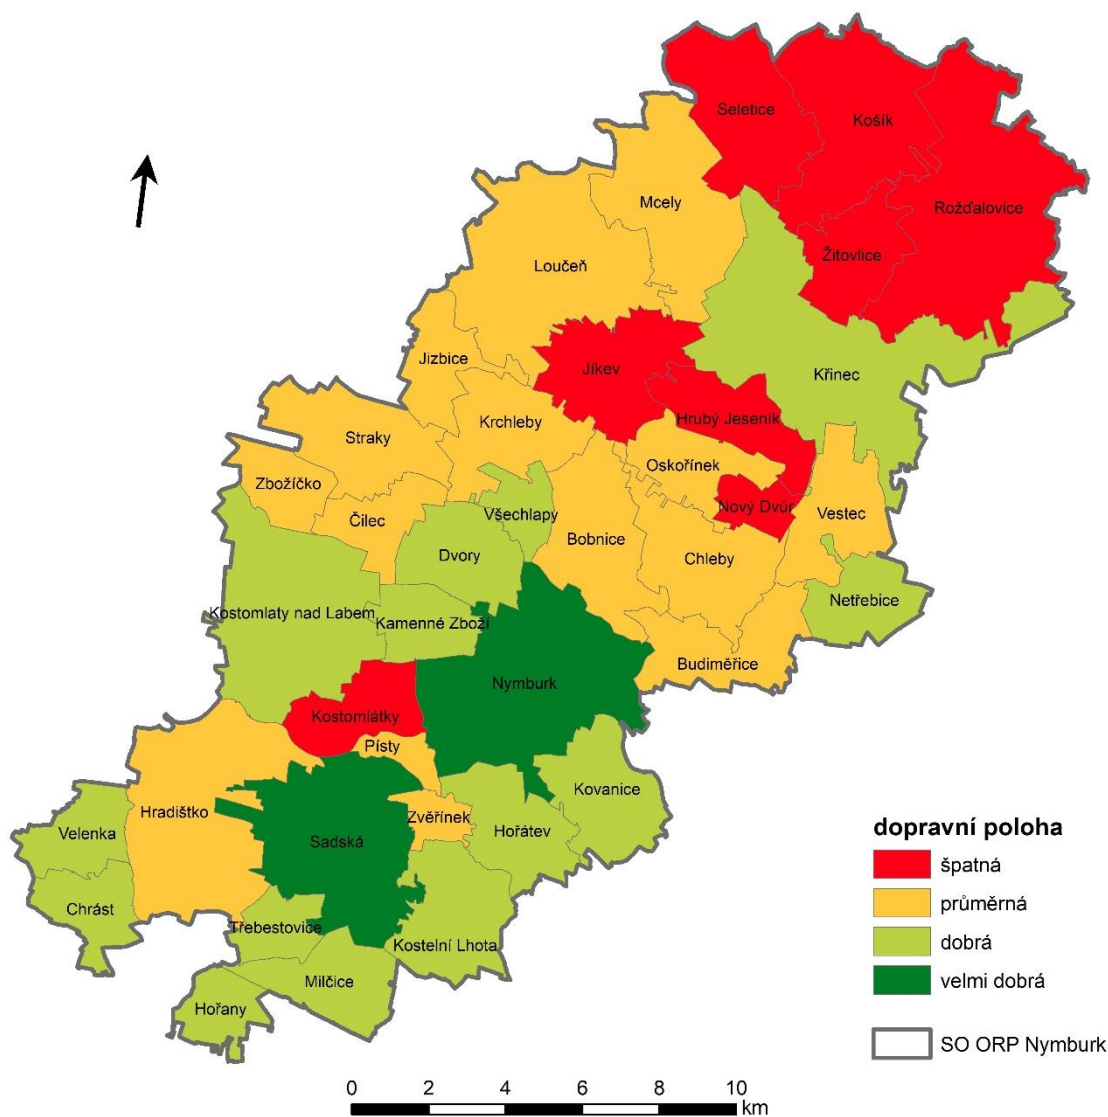 Seletice
Košík
Rožďalovice
Mcely
Žitovlice
Loučeň
Jizbice
Jíkev
Křinec
Hrubý Jeseník
Krchleby
Straky
Oskořínek
Zbožíčko
Nový Dvůr
Vestec
Čilec
Všechlapy
Bobnice
Dvory
Chleby
Netřebice
Kostomlaty nad Labem
Kamenné Zboží
Budiměřice
Nymburk
Kostomlátky
Písty
Kovanice
Hradištko
Zvěřínek
Hořátev
Velenka
Sadská
Chrást
Třebestovice
Kostelní Lhota
Milčice
Hořany
dopravní poloha
špatná
průměrná
dobrá
velmi dobrá
SO ORP Nymburk
0 2 4 6 8 10
km